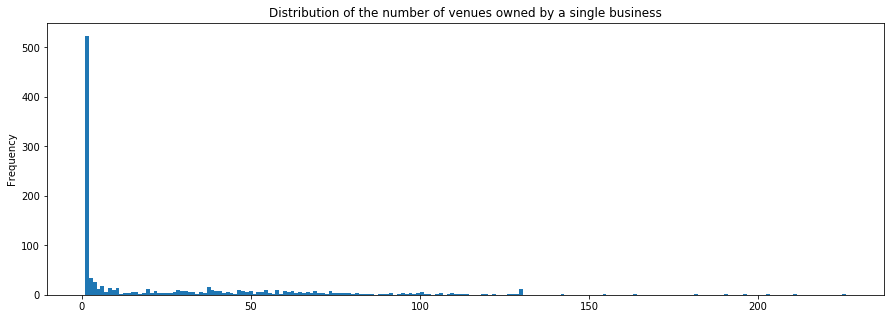 Distribution of the number of venues owned by a single business
Frequency
500
400
300
200
100
0
0 50 100 150 200